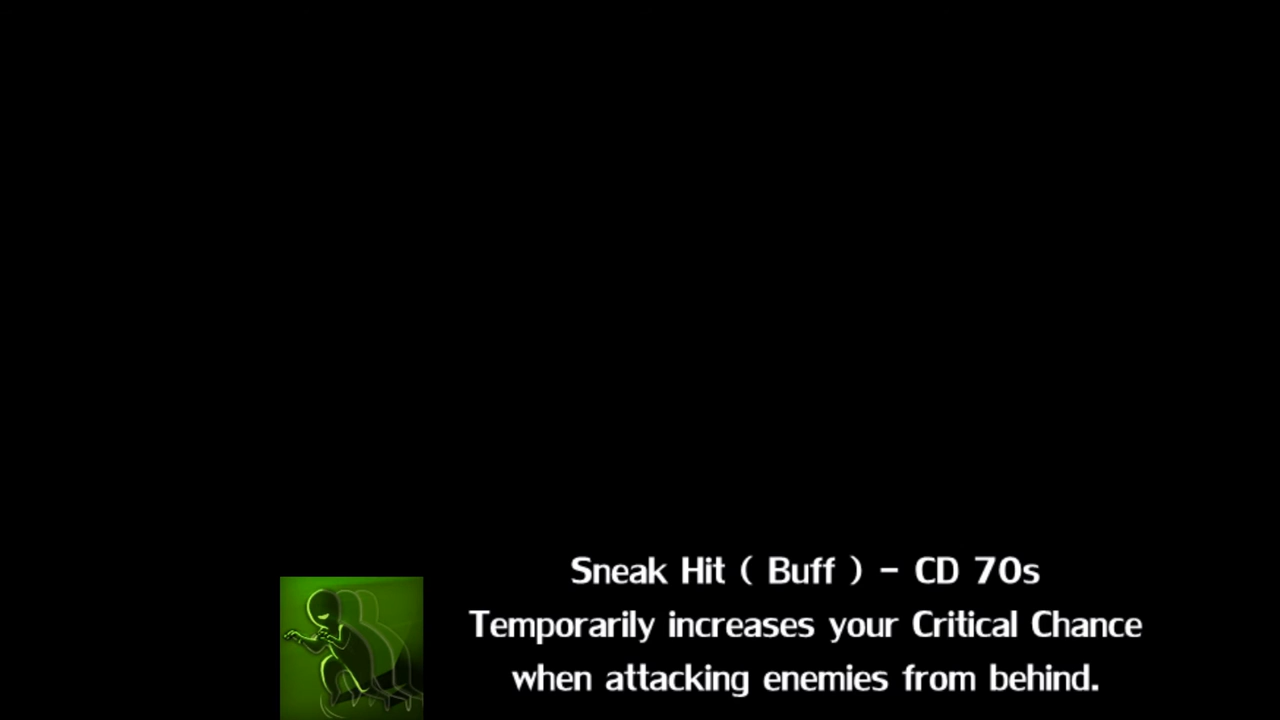 Sneak Hit ( Buff ) - CD 70s
Temporarily increases your Critical Chance
when attacking enemies from behind.